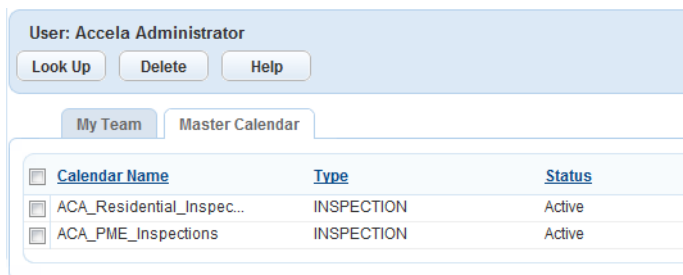 User: Accela Administrator
Look Up Delete Help
My Team Master Calendar
Calendar Name Type Status
ACA_Residential_Inspec... INSPECTION Active
ACA_PME_Inspections INSPECTION Active